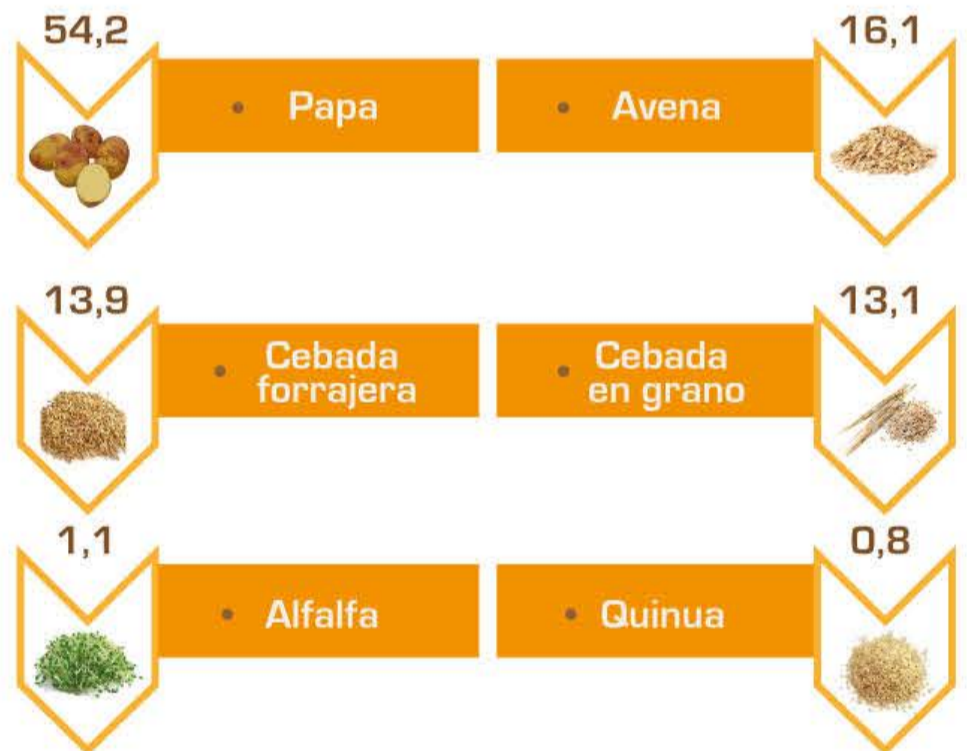 54,2
• Papa
16,1
• Avena
13,9
• Cebada
forrajera
13,1
• Cebada
en grano
1,1
• Alfalfa
0,8
• Quinua